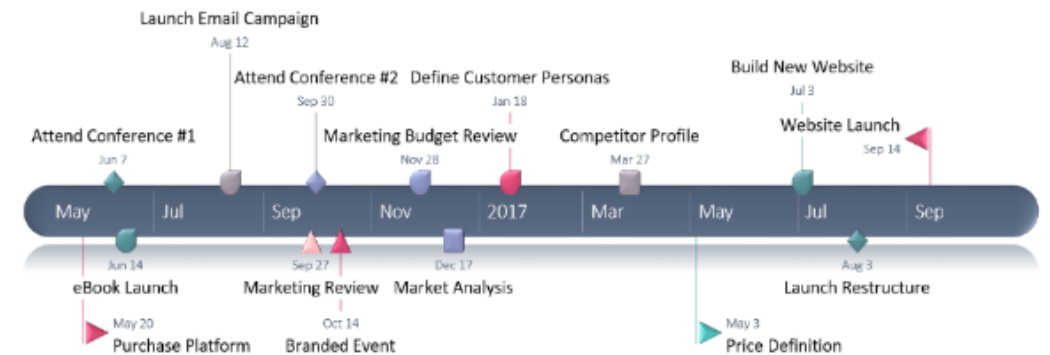 Launch Email Campaign
Aug 12
Attend Conference #2
Sep 30
Define Customer Personas
Jan 18
Build New Website
Jul 3
Attend Conference #1
Jun 7
Marketing Budget Review
Nov 28
Competitor Profile
Mar 27
Website Launch
Sep 14
May Jul Sep Nov 2017 Mar May Jul Sep
Jun 14
eBook Launch
Sep 27
Marketing Review
Dec 17
Market Analysis
Aug 3
Launch Restructure
May 20
Purchase Platform
Oct 14
Branded Event
May 3
Price Definition